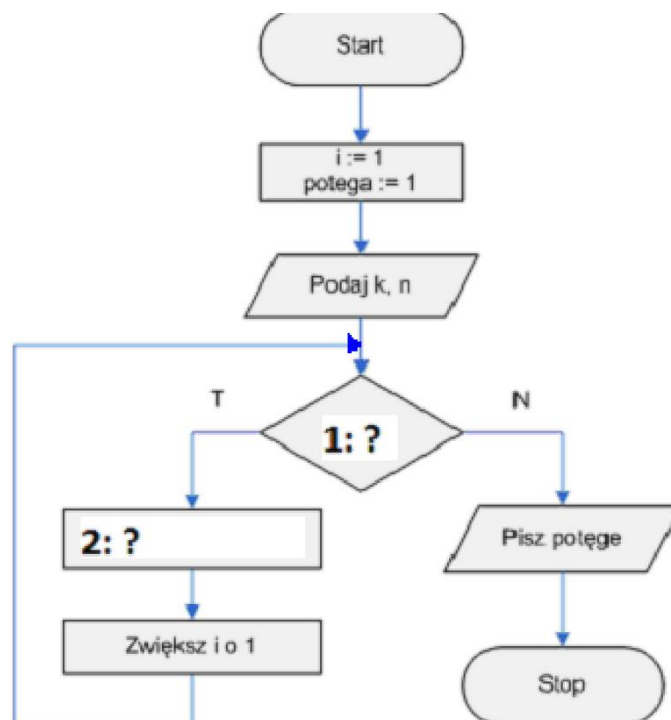 Start
i := 1
potega := 1
Podaj k, n
T
N
1: ?
2: ?
Pisz potęge
Zwiększ i o 1
Stop